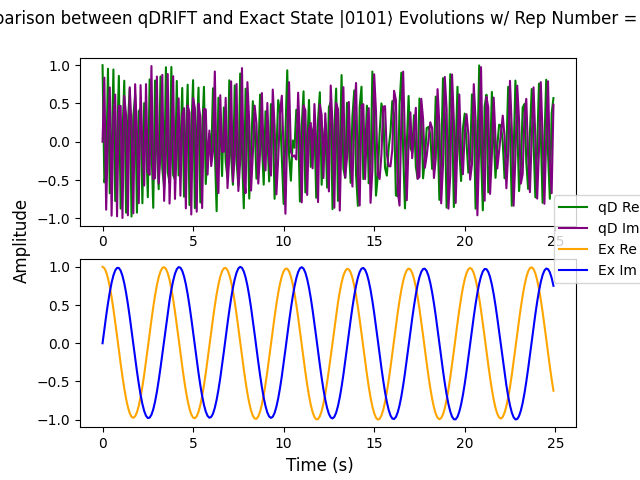 parison between qDRIFT and Exact State |0101⟩ Evolutions w/ Rep Number =
Amplitude
1.0
0.5
0.0
−0.5
−1.0
0 5 10 15 20 25
qD Re
qD Im
Ex Re
Ex Im
1.0
0.5
0.0
−0.5
−1.0
0 5 10 15 20 25
Time (s)